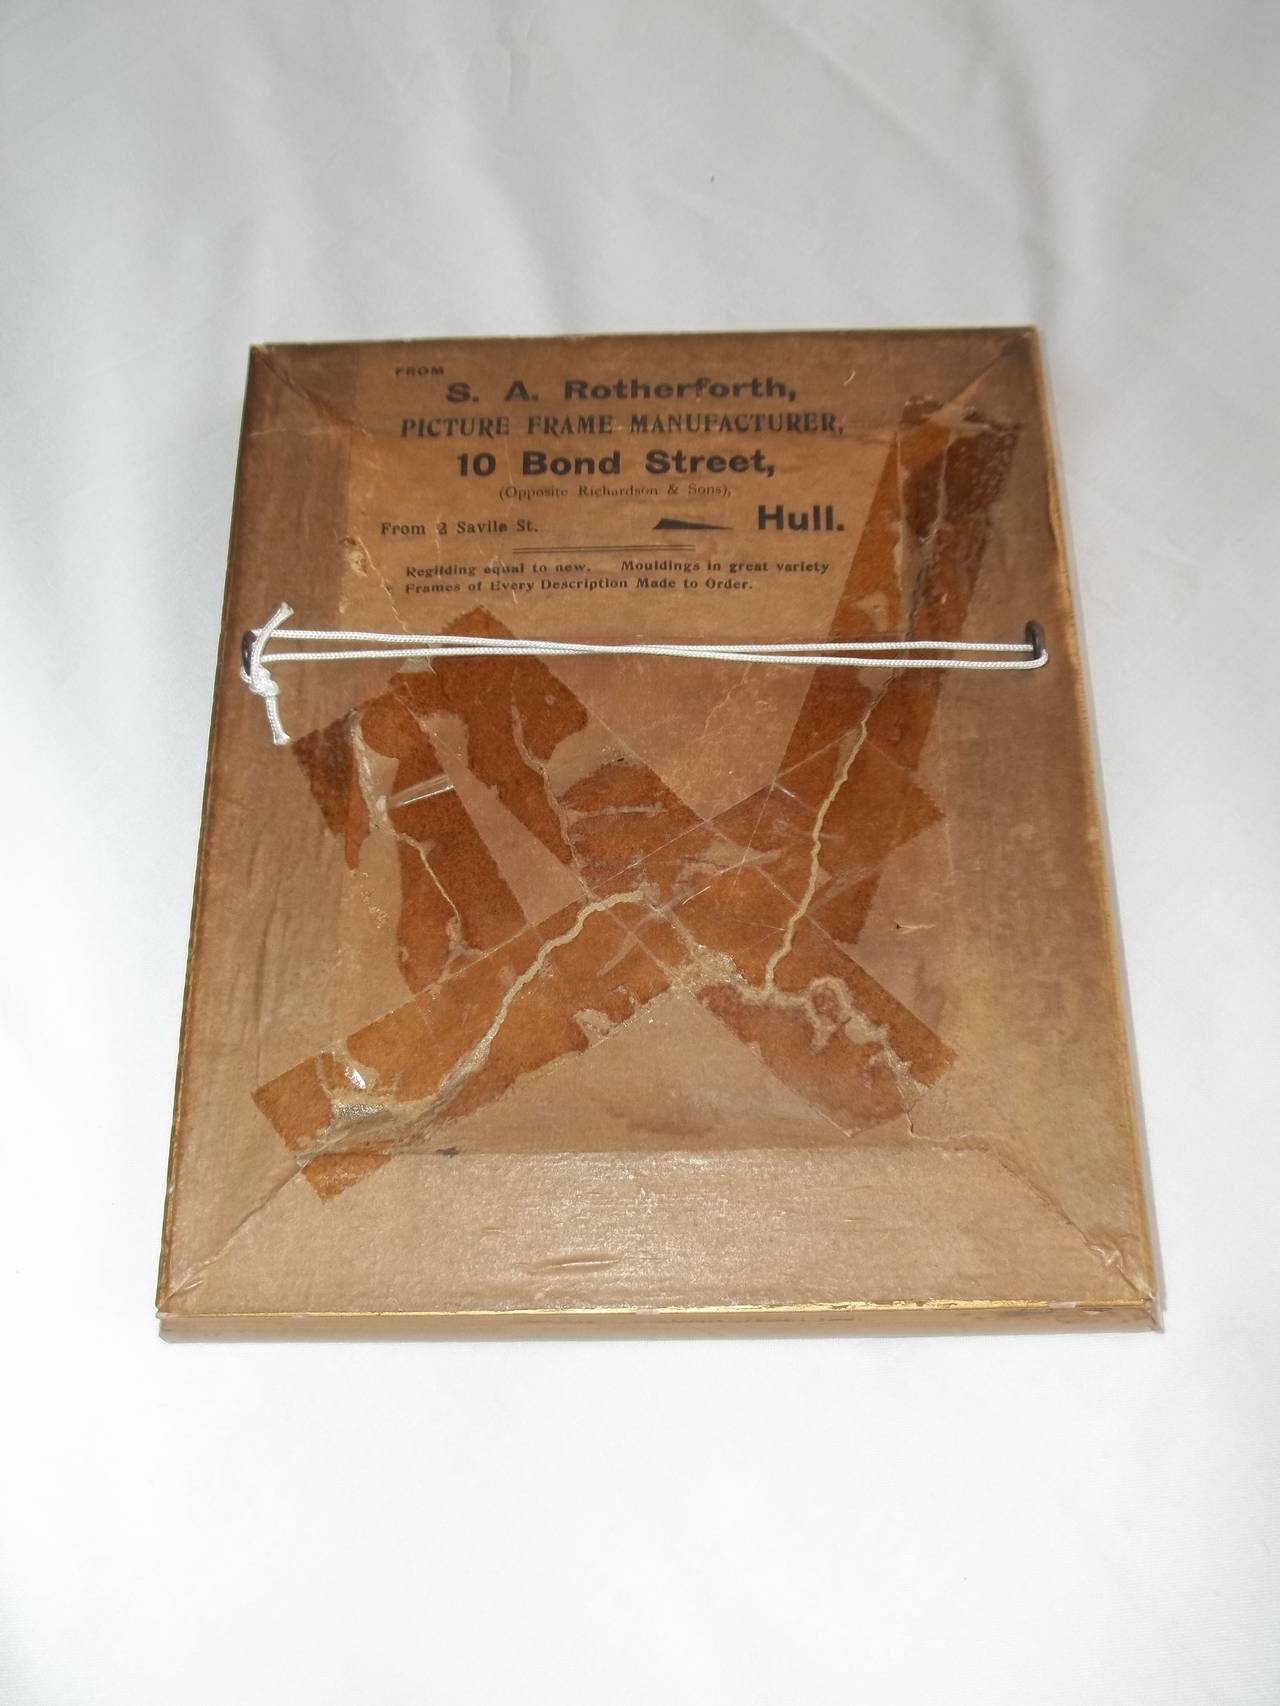 FROM
S. A. Rotherforth,
PICTURE FRAME MANUFACTURER,
10 Bond Street,
(Opposite Richardson & Sons),
From 2 Savile St. Hull.
Regilding equal to new. Mouldings in great variety
Frames of Every Description Made to Order.